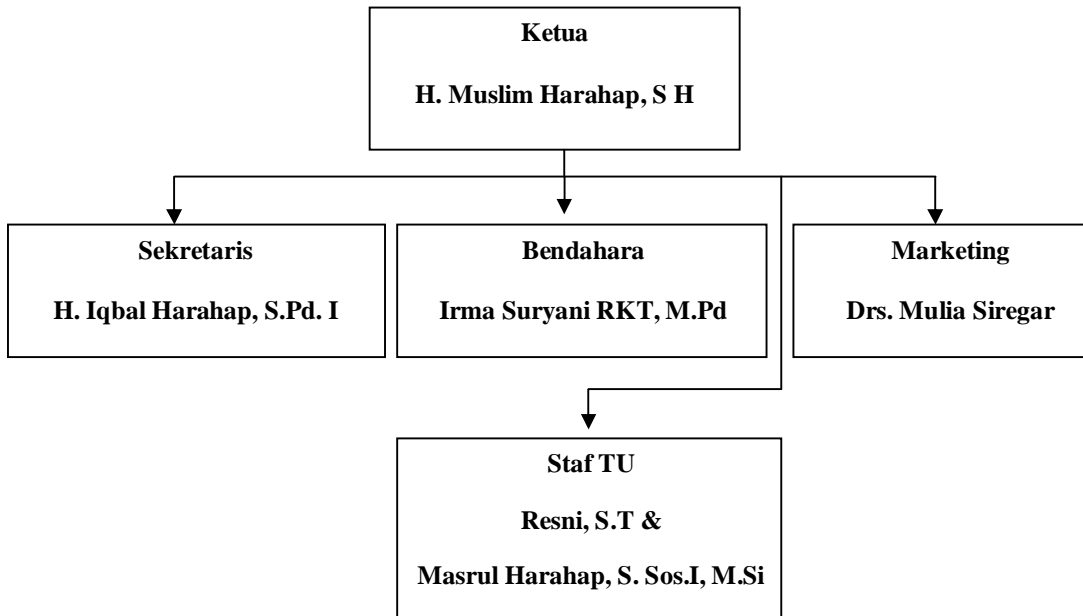 Ketua
H. Muslim Harahap, S H
Sekretaris
H. Iqbal Harahap, S.Pd. I
Bendahara
Irma Suryani RKT, M.Pd
Marketing
Drs. Mulia Siregar
Staf TU
Resni, S.T &
Masrul Harahap, S. Sos.I, M.Si